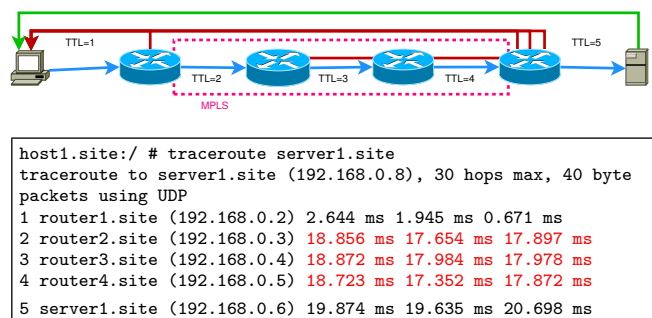 TTL=1
TTL=5
TTL=2
TTL=3
TTL=4
MPLS
host1.site:/ # traceroute server1.site
traceroute to server1.site (192.168.0.8), 30 hops max, 40 byte
packets using UDP
1 router1.site (192.168.0.2) 2.644 ms 1.945 ms 0.671 ms
2 router2.site (192.168.0.3) 18.856 ms 17.654 ms 17.897 ms
3 router3.site (192.168.0.4) 18.872 ms 17.984 ms 17.978 ms
4 router4.site (192.168.0.5) 18.723 ms 17.352 ms 17.872 ms
5 server1.site (192.168.0.6) 19.874 ms 19.635 ms 20.698 ms